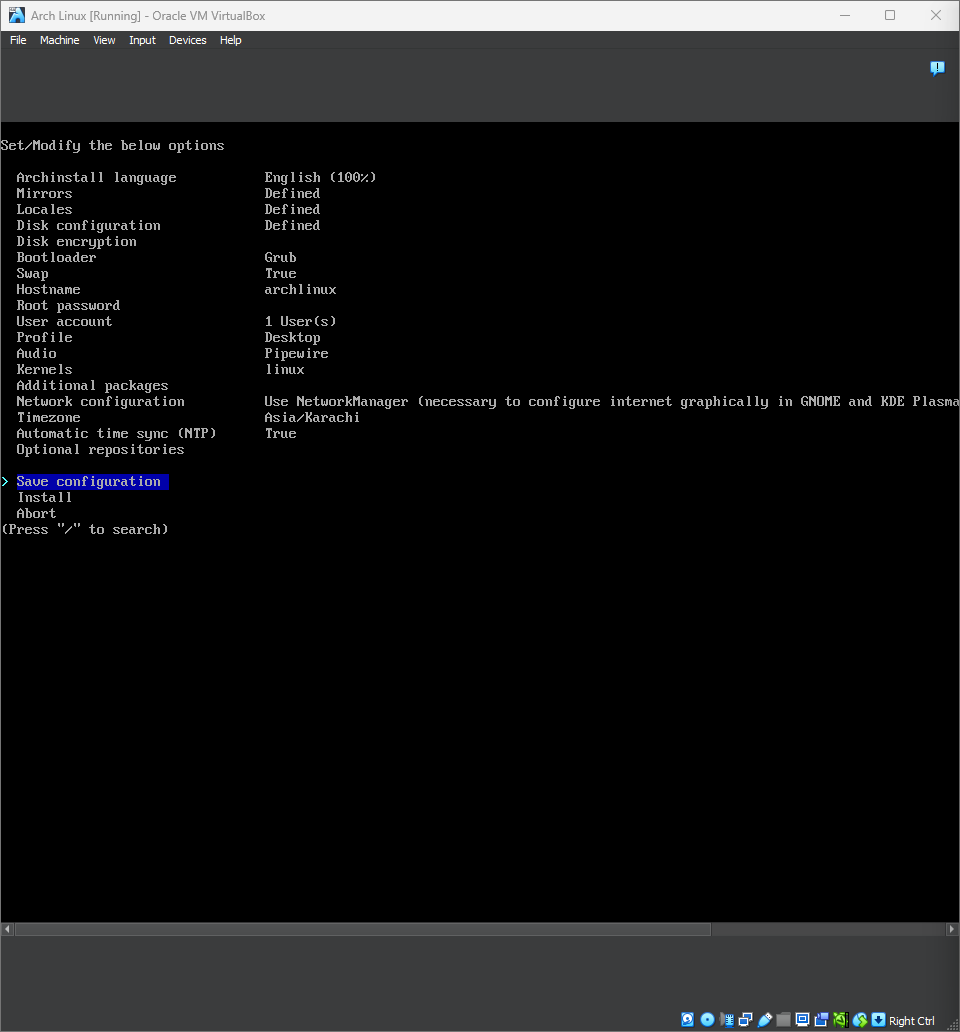 Arch Linux [Running] - Oracle VM VirtualBox
File Machine View Input Devices Help
Set/Modify the below options
Archinstall language English (100%)
Mirrors Defined
Locales Defined
Disk configuration Defined
Disk encryption
Bootloader Grub
Swap True
Hostname archlinux
Root password
User account 1 User(s)
Profile Desktop
Audio Pipewire
Kernels linux
Additional packages
Network configuration Use NetworkManager (necessary to configure internet graphically in GNOME and KDE Plasma
Timezone Asia/Karachi
Automatic time sync (NTP) True
Optional repositories
> Save configuration
Install
Abort
(Press "/" to search)
Right Ctrl